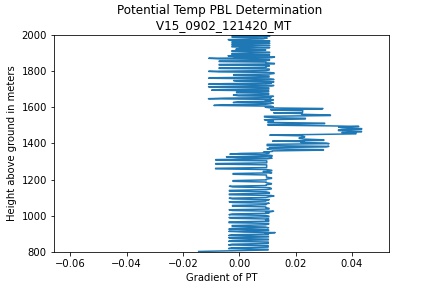 Potential Temp PBL Determination
V15_0902_121420_MT
Height above ground in meters
2000
1800
1600
1400
1200
1000
800
−0.06 −0.04 −0.02 0.00 0.02 0.04
Gradient of PT